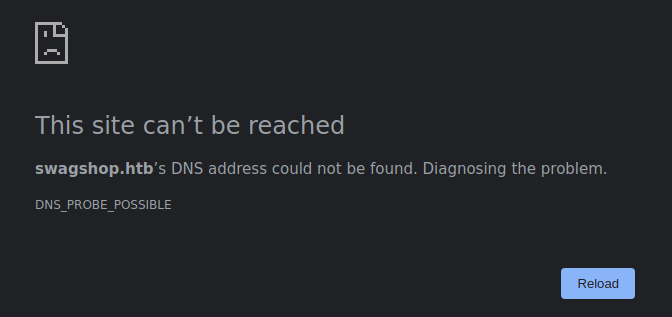 This site can’t be reached
swagshop.htb’s DNS address could not be found. Diagnosing the problem.
DNS_PROBE_POSSIBLE
Reload